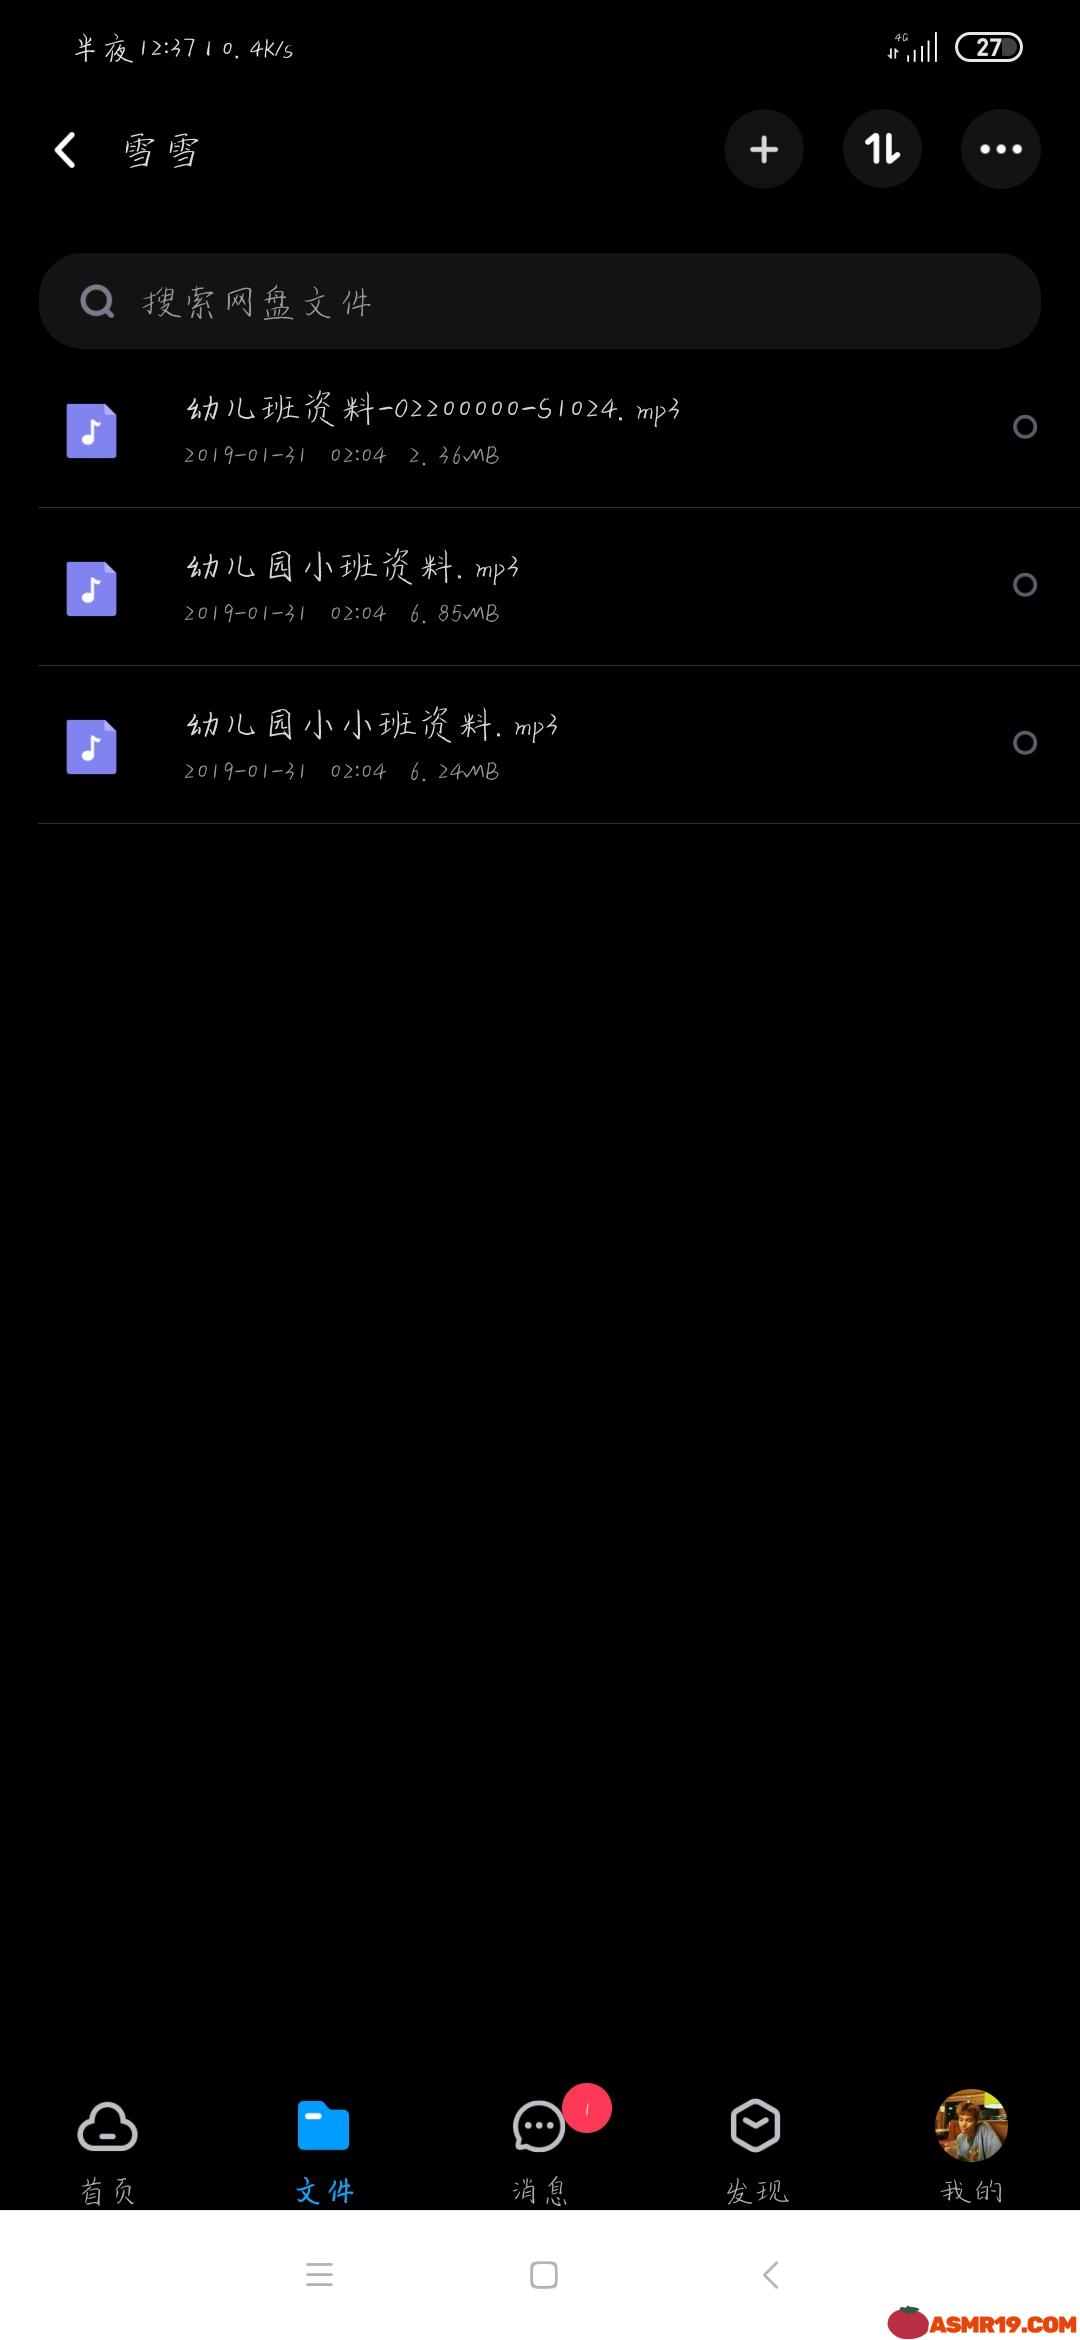 半夜12:37 | 0.4K/s
4G
27
雪雪
搜索网盘文件
幼儿班资料-02200000-S1024.mp3
2019-01-31 02:04 2.36MB
幼儿园小班资料.mp3
2019-01-31 02:04 6.85MB
幼儿园小小班资料.mp3
2019-01-31 02:04 6.24MB
1
首页 文件 消息 发现 我的
ASMR19.COM